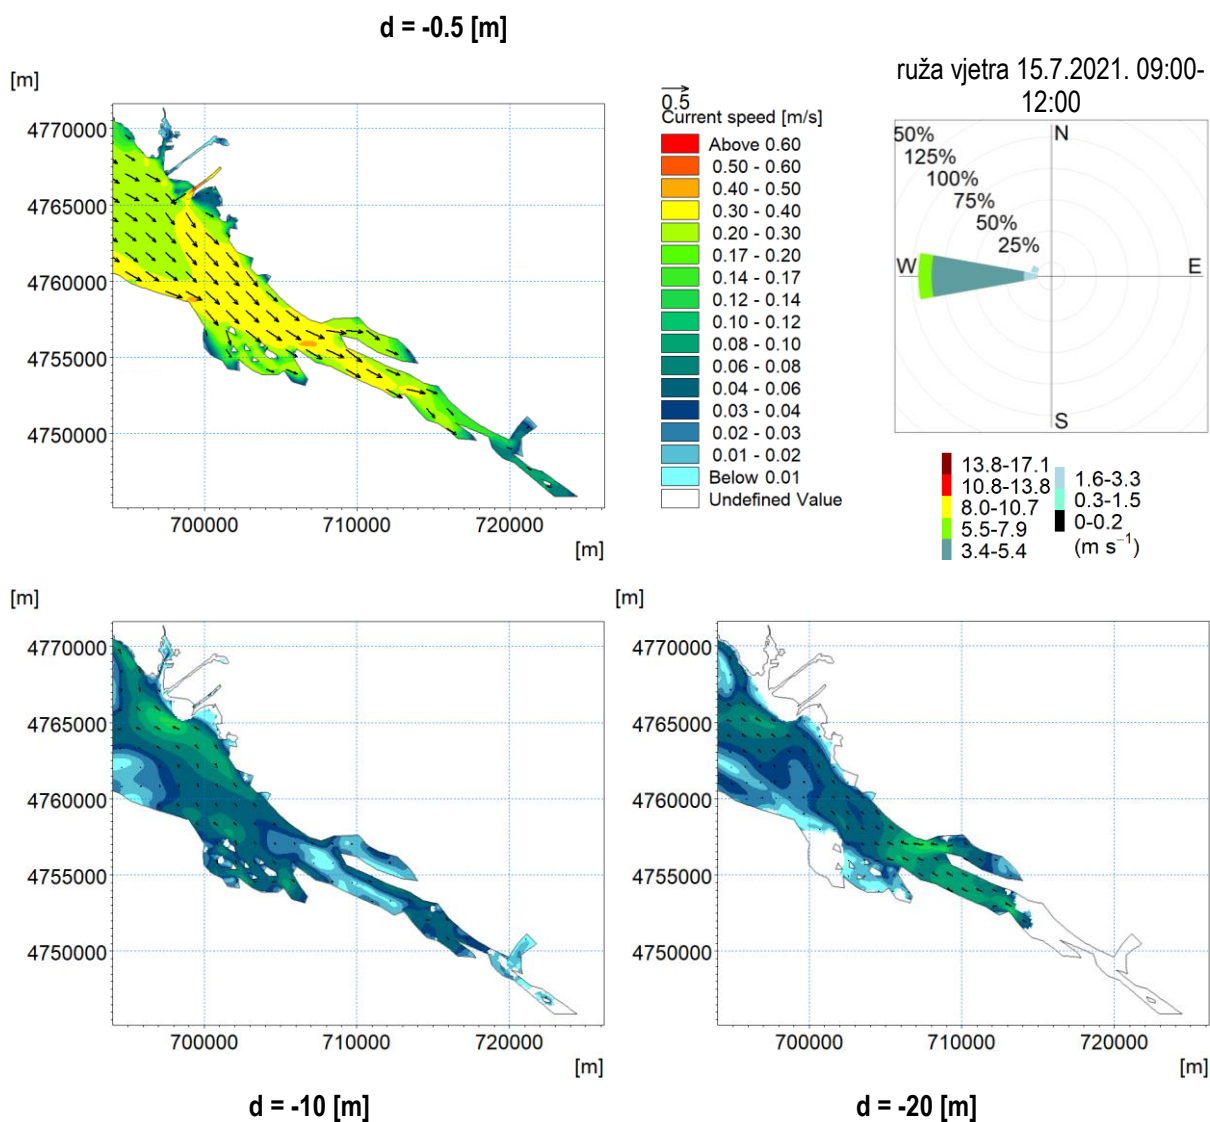 d = -0.5 [m]
[m]
4770000
4765000
4760000
4755000
4750000
700000 710000 720000
[m]
0.5
Current speed [m/s]
Above 0.60
0.50 - 0.60
0.40 - 0.50
0.30 - 0.40
0.20 - 0.30
0.17 - 0.20
0.14 - 0.17
0.12 - 0.14
0.10 - 0.12
0.08 - 0.10
0.06 - 0.08
0.04 - 0.06
0.03 - 0.04
0.02 - 0.03
0.01 - 0.02
Below 0.01
Undefined Value
ruža vjetra 15.7.2021. 09:00-
12:00
50%
125%
100%
75%
50%
25%
N
W
E
S
13.8-17.1
10.8-13.8
8.0-10.7
5.5-7.9
3.4-5.4
1.6-3.3
0.3-1.5
0-0.2
(m s⁻¹)
[m]
4770000
4765000
4760000
4755000
4750000
700000 710000 720000
[m]
d = -10 [m]
[m]
4770000
4765000
4760000
4755000
4750000
700000 710000 720000
[m]
d = -20 [m]